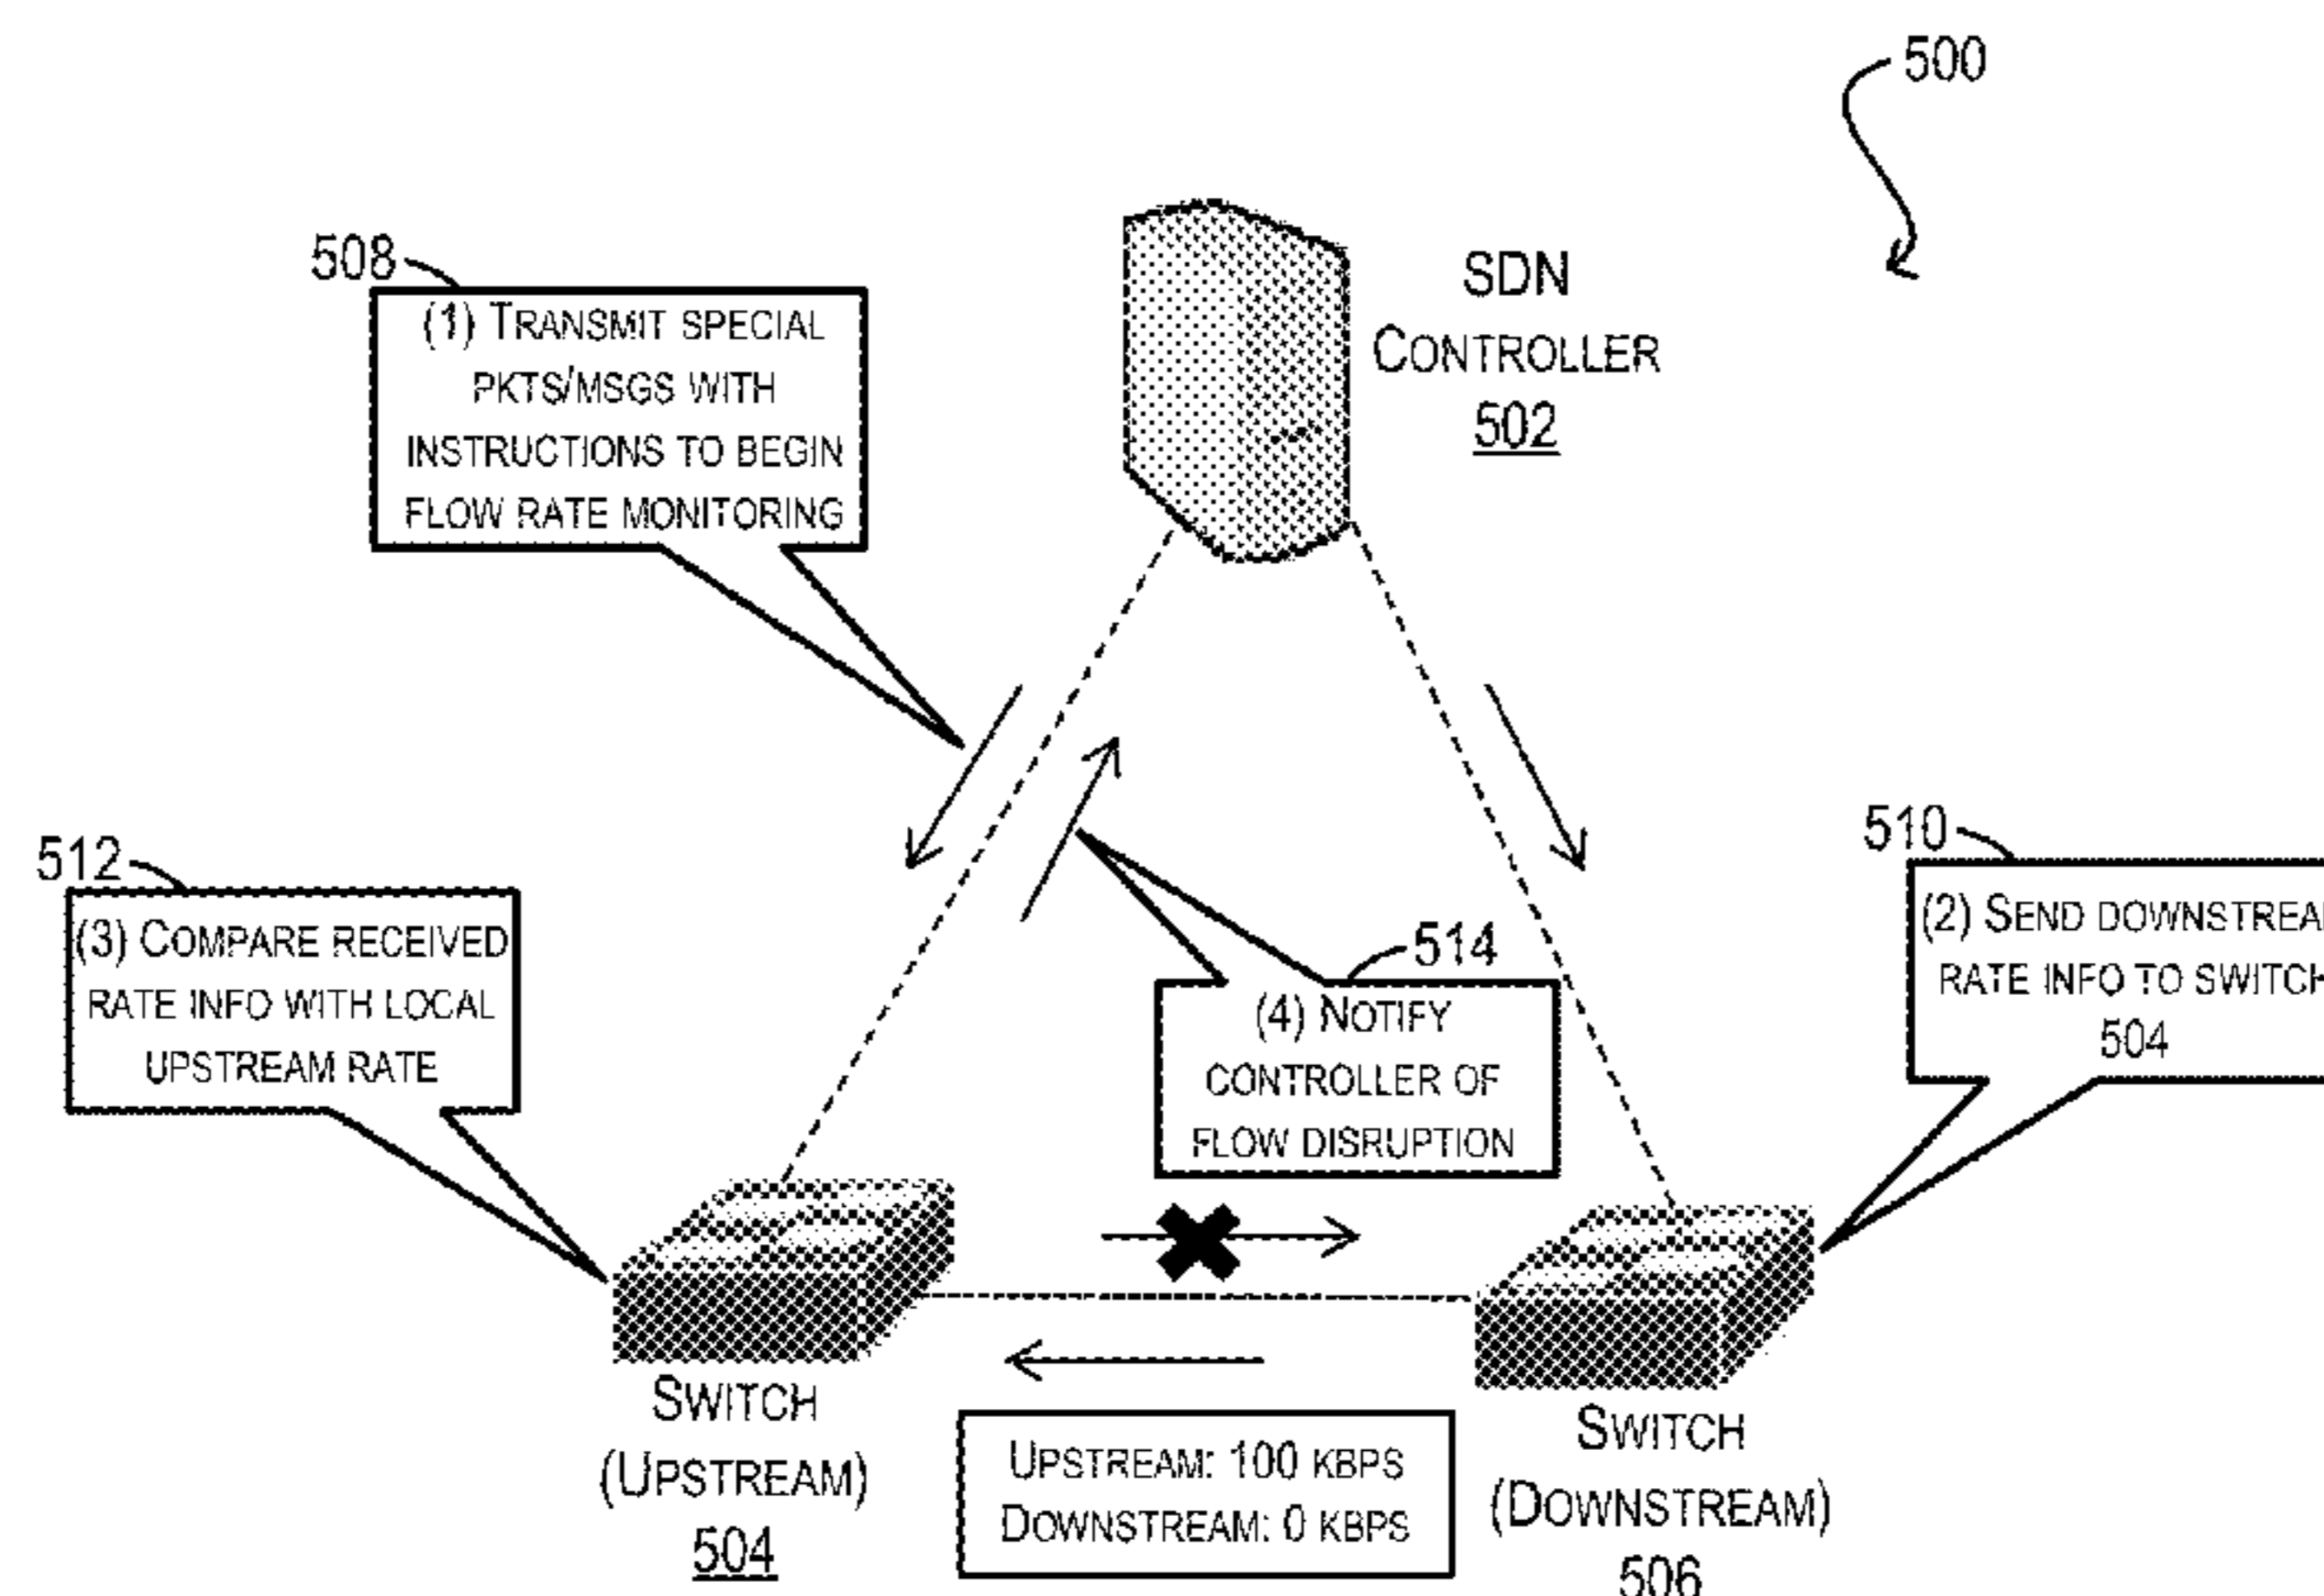 500
508
(1) TRANSMIT SPECIAL
PKTS/MSGS WITH
INSTRUCTIONS TO BEGIN
FLOW RATE MONITORING
SDN
CONTROLLER
502
512
(3) COMPARE RECEIVED
RATE INFO WITH LOCAL
UPSTREAM RATE
514
(4) NOTIFY
CONTROLLER OF
FLOW DISRUPTION
510
(2) SEND
RATE INFO TO SWITCH
504
SWITCH
(UPSTREAM)
504
UPSTREAM: 100 KBPS
DOWNSTREAM: 0 KBPS
SWITCH
(DOWNSTREAM)
506